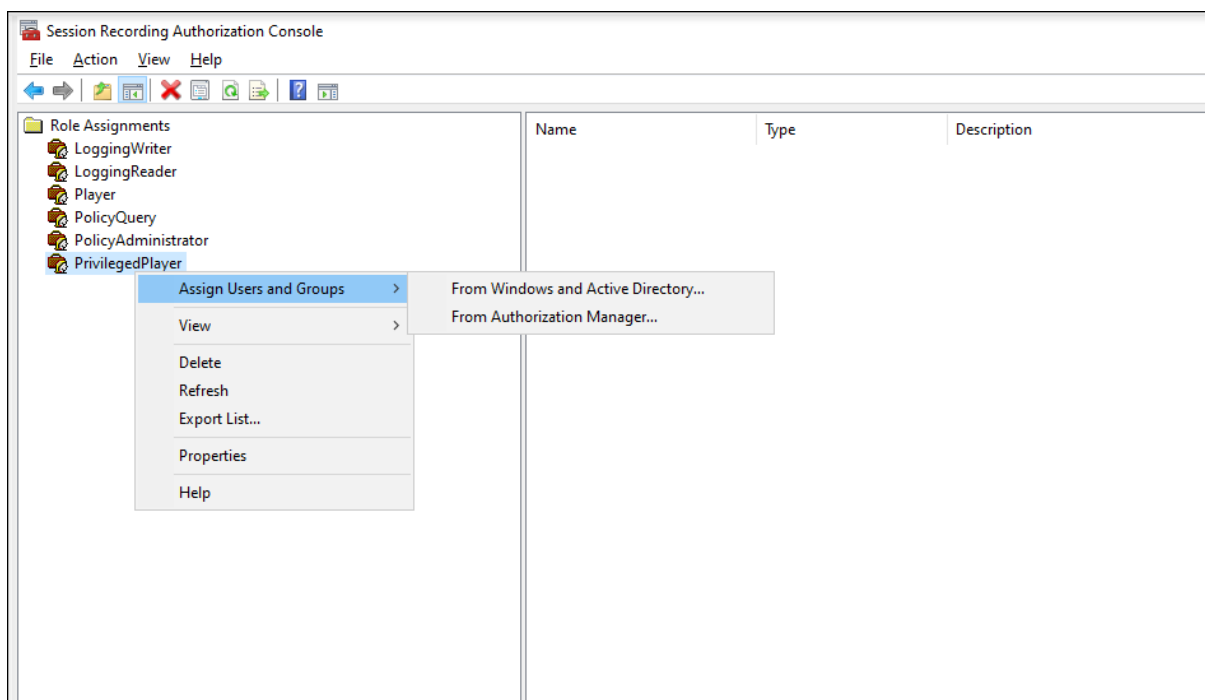 Session Recording Authorization Console
File Action View Help
Role Assignments
LoggingWriter
LoggingReader
Player
PolicyQuery
PolicyAdministrator
PrivilegedPlayer
Name Type Description
Assign Users and Groups
View
Delete
Refresh
Export List...
Properties
Help
From Windows and Active Directory...
From Authorization Manager...